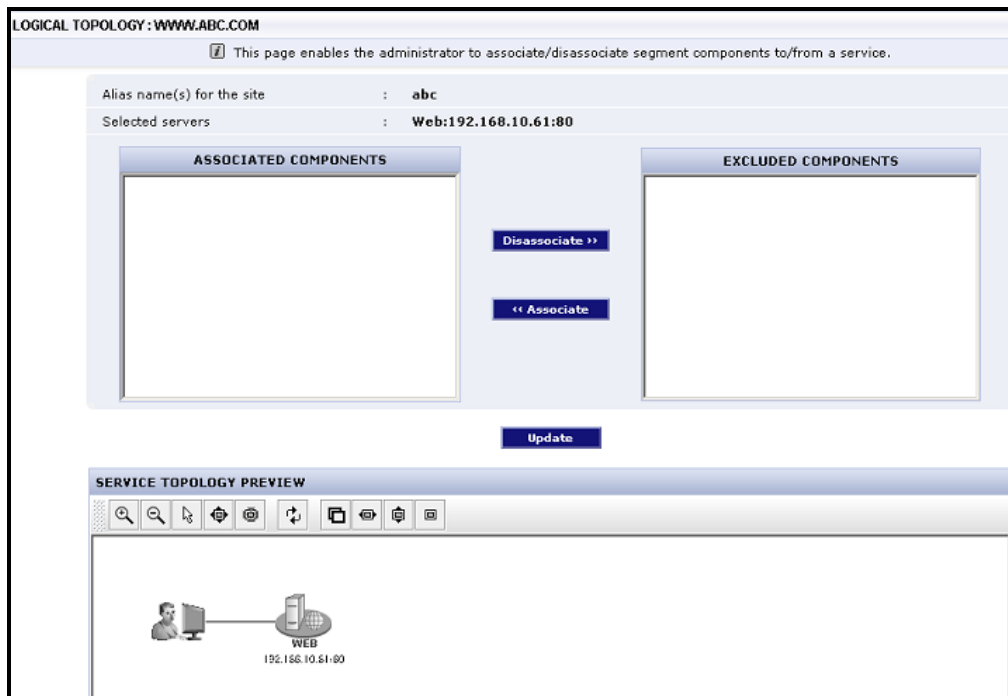 LOGICAL TOPOLOGY : WWW.ABC.COM
This page enables the administrator to associate/disassociate segment components to/from a service.
Alias name(s) for the site : abc
Selected servers : Web:192.168.10.61:80
ASSOCIATED COMPONENTS
EXCLUDED COMPONENTS
Disassociate ››
‹‹ Associate
Update
SERVICE TOPOLOGY PREVIEW
WEB
192.168.10.61:80